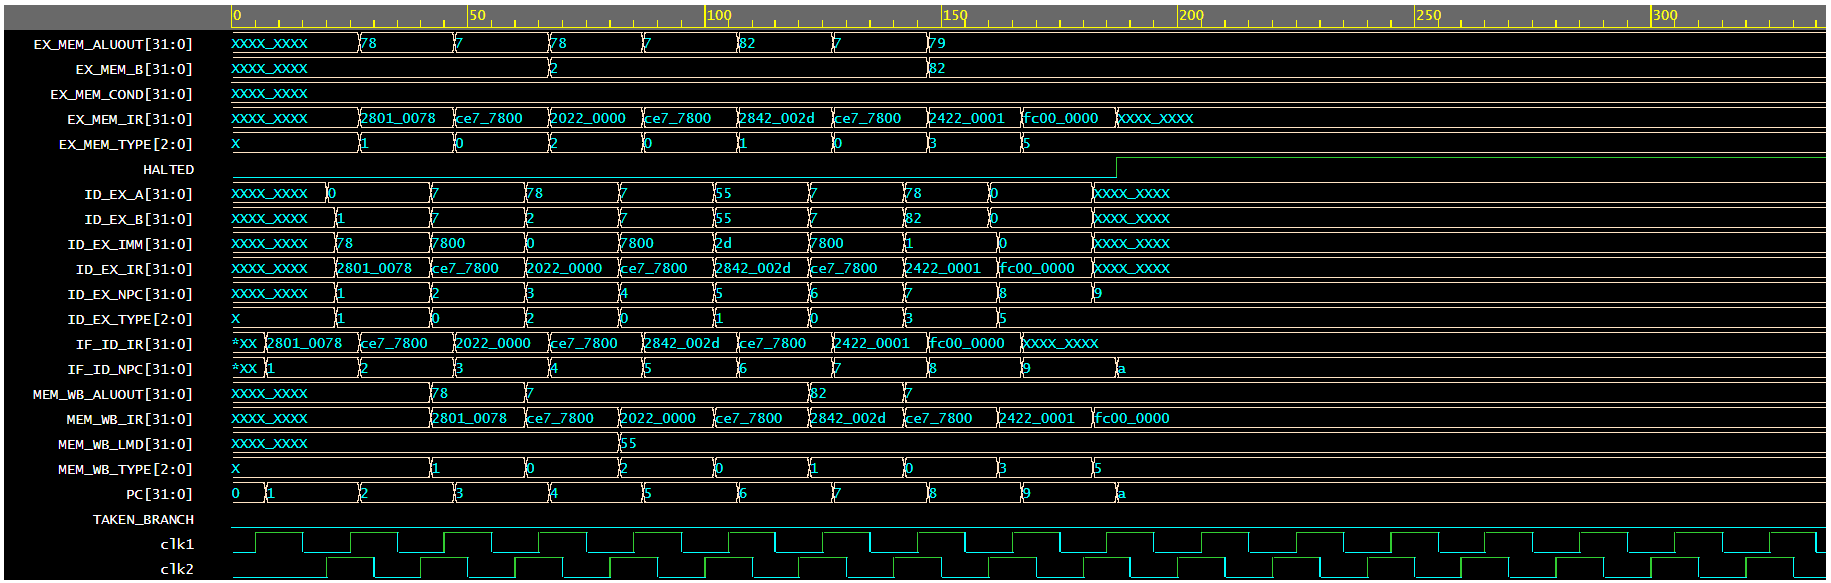 0 50 100 150 200 250 300
EX_MEM_ALUOUT[31:0] XXXX_XXXX 78 7 78 7 82 7 79
EX_MEM_B[31:0] XXXX_XXXX 2 82
EX_MEM_COND[31:0] XXXX_XXXX
EX_MEM_IR[31:0] XXXX_XXXX 2801_0078 ce7_7800 2022_0000 ce7_7800 2842_002d ce7_7800 2422_0001 fc00_0000 XXXX_XXXX
EX_MEM_TYPE[2:0] X 1 0 2 0 1 0 3 5
HALTED
ID_EX_A[31:0] XXXX_XXXX 0 7 78 7 55 7 78 0 XXXX_XXXX
ID_EX_B[31:0] XXXX_XXXX 1 7 2 7 55 7 82 0 XXXX_XXXX
ID_EX_IMM[31:0] XXXX_XXXX 78 7800 0 7800 2d 7800 1 0 XXXX_XXXX
ID_EX_IR[31:0] XXXX_XXXX 2801_0078 ce7_7800 2022_0000 ce7_7800 2842_002d ce7_7800 2422_0001 fc00_0000 XXXX_XXXX
ID_EX_NPC[31:0] XXXX_XXXX 1 2 3 4 5 6 7 8 9
ID_EX_TYPE[2:0] X 1 0 2 0 1 0 3 5
IF_ID_IR[31:0] *XX 2801_0078 ce7_7800 2022_0000 ce7_7800 2842_002d ce7_7800 2422_0001 fc00_0000 XXXX_XXXX
IF_ID_NPC[31:0] *XX 1 2 3 4 5 6 7 8 9 a
MEM_WB_ALUOUT[31:0] XXXX_XXXX 78 7 82 7
MEM_WB_IR[31:0] XXXX_XXXX 2801_0078 ce7_7800 2022_0000 ce7_7800 2842_002d ce7_7800 2422_0001 fc00_0000
MEM_WB_LMD[31:0] XXXX_XXXX 55
MEM_WB_TYPE[2:0] X 1 0 2 0 1 0 3 5
PC[31:0] 0 1 2 3 4 5 6 7 8 9 a
TAKEN_BRANCH
clk1
clk2